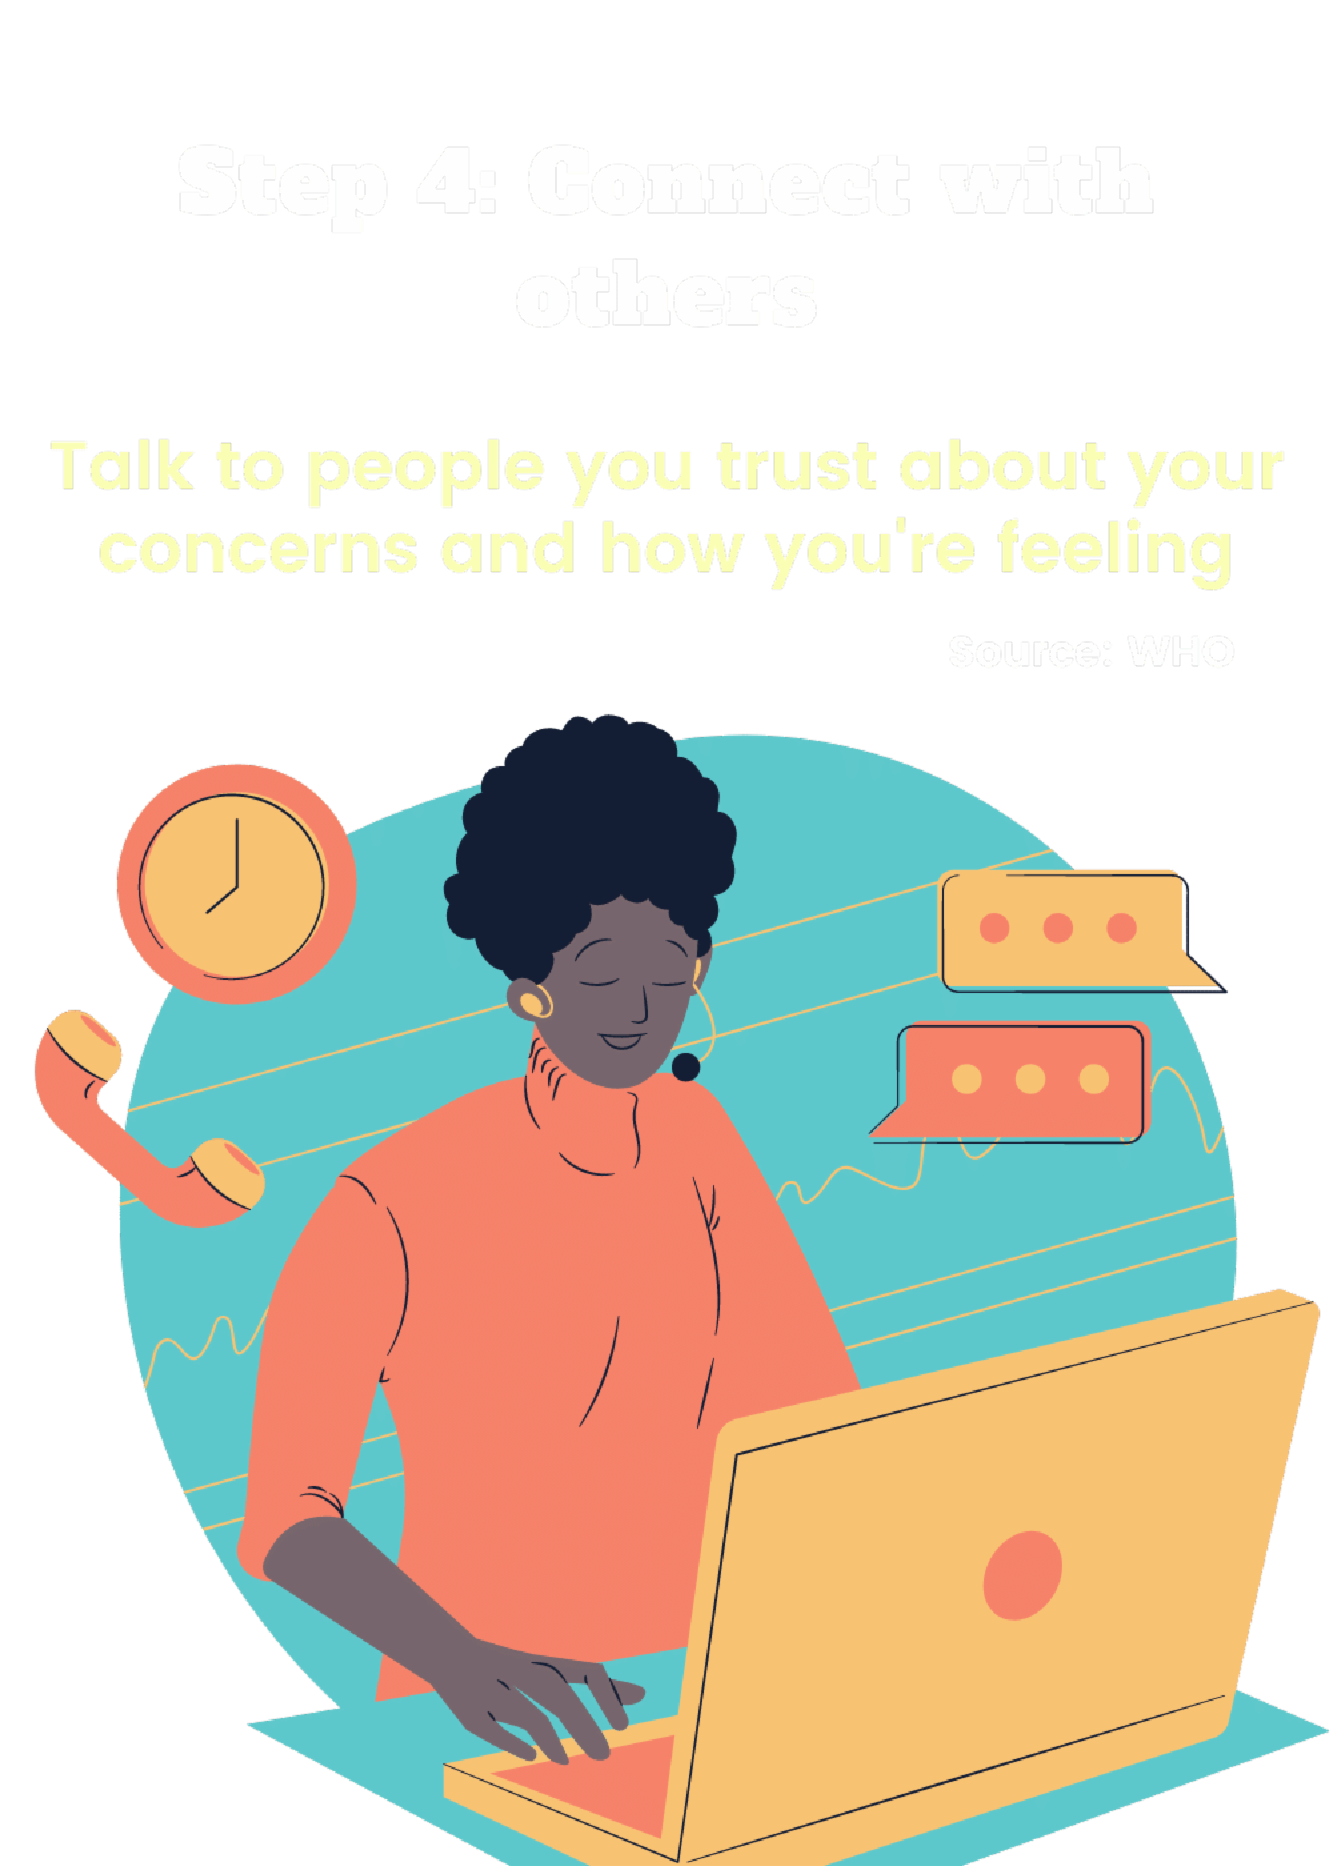 Step 4: Connect with
others
Talk to people you trust about your
concerns and how you're feeling
Source: WHO